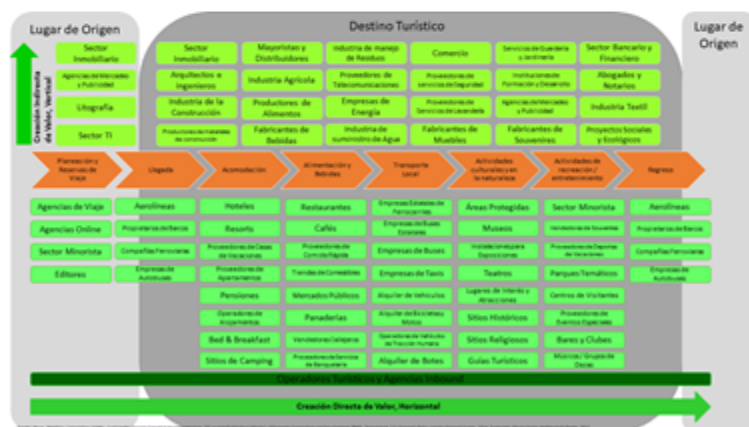 Lugar de Origen
Destino Turístico
Lugar de
Origen
Creación Indirecta
de Valor, Vertical
Sector
Inmobiliario
Agencias de Mercadeo
y Publicidad
Litografía
Sector TI
Sector
Inmobiliario
Mayoristas y
Distribuidores
Industria de manejo
de Residuos
Comercio
Servicios de Guardería
y Jardinería
Sector Bancario y
Financiero
Arquitectos e
Ingenieros
Industria Agrícola
Proveedores de
Telecomunicaciones
Proveedores de
servicios de Seguridad
Instituciones de
Formación y Desarrollo
Abogados y
Notarios
Industria de la
Construcción
Productores de
Alimentos
Empresas de
Energía
Proveedores de
Servicios de Lavandería
Agencias de Mercadeo
y Publicidad
Industria Textil
Productores de materiales
de construcción
Fabricantes de
Bebidas
Industria de
suministro de Agua
Fabricantes de
Muebles
Fabricantes de
Souvenires
Proyectos Sociales
y Ecológicos
Planeación y
Reservas de
Viaje
Llegada
Acomodación
Alimentación y
Bebidas
Transporte
Local
Actividades
culturales y en
la naturaleza
Actividades de
recreación /
entretenimiento
Regreso
Agencias de Viaje
Aerolíneas
Hoteles
Restaurantes
Empresas Estatales de
Ferrocarriles
Áreas Protegidas
Sector Minorista
Aerolíneas
Agencias Online
Propietarios de Barcos
Resorts
Cafés
Empresas de Buses
Estatales
Museos
Vendedores de Souvenires
Propietarios de Barcos
Sector Minorista
Compañías Ferroviarias
Proveedores de Casas
de Vacaciones
Proveedores de
Comida Rápida
Empresas de Buses
Instalaciones para
Exposiciones
Proveedores de Deportes
de Vacaciones
Compañías Ferroviarias
Editores
Empresas de
Autobuses
Proveedores de
Apartamentos
Tiendas de Comestibles
Empresas de Taxis
Teatros
Parques Temáticos
Empresas de
Autobuses
Pensiones
Mercados Públicos
Alquiler de Vehículos
Lugares de Interés y
Atracciones
Centros de Visitantes
Operadores de
Alojamientos
Panaderías
Alquiler de Bicicletas y
Motos
Sitios Históricos
Proveedores de
Eventos Especiales
Bed & Breakfast
Vendedores Callejeros
Operadores de Vehículos
de Tracción Humana
Sitios Religiosos
Bares y Clubes
Sitios de Camping
Proveedores de Servicios
de Banquetería
Alquiler de Botes
Guías Turísticos
Músicos / Grupos de
Danza
Operadores Turísticos y Agencias Inbound
Creación Directa de Valor, Horizontal